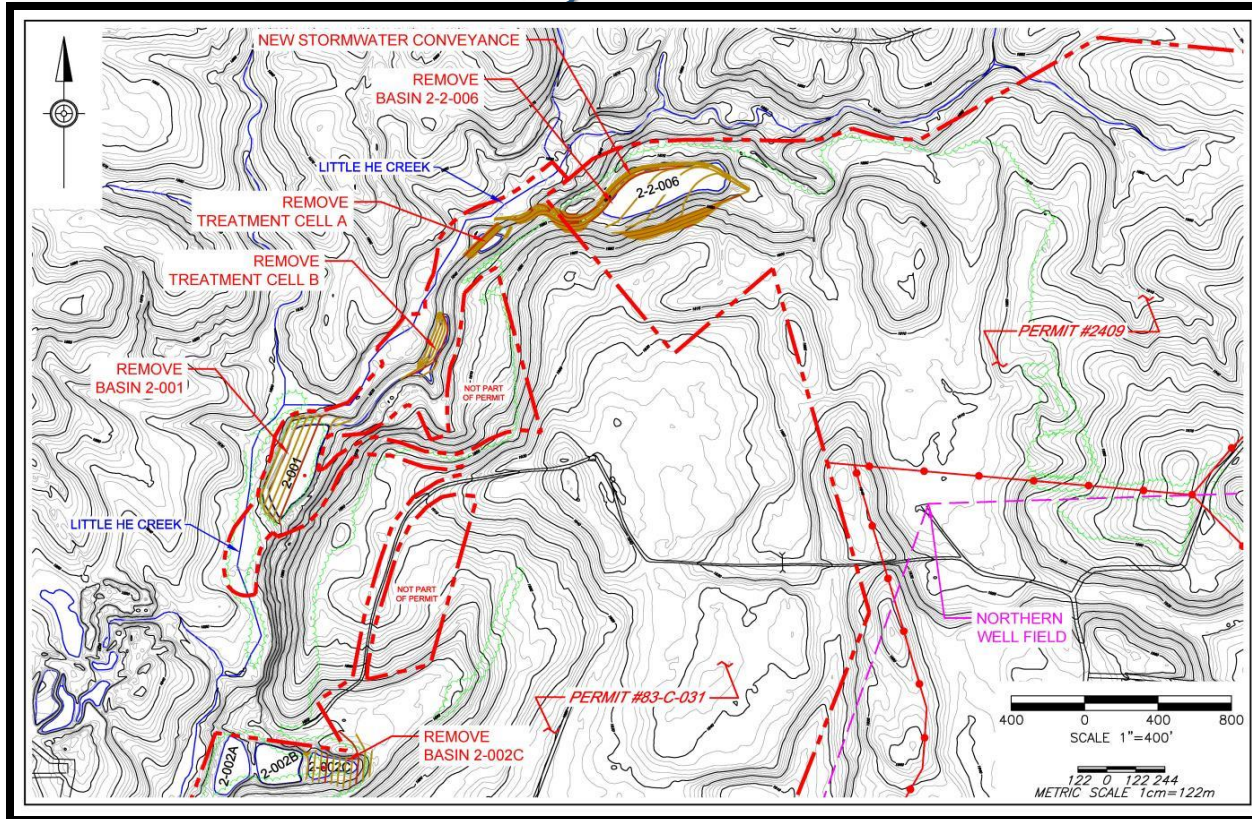 NEW STORMWATER CONVEYANCE
REMOVE
BASIN 2-2-006
LITTLE HE CREEK
2-2-006
REMOVE
TREATMENT CELL A
REMOVE
TREATMENT CELL B
PERMIT #2409
REMOVE
BASIN 2-001
NOT PART
OF PERMIT
2-001
LITTLE HE CREEK
NOT PART
OF PERMIT
NORTHERN
WELL FIELD
PERMIT #83-C-031
400 0 400 800
SCALE 1"=400'
REMOVE
BASIN 2-002C
2-002A
2-002B
2-002C
122 0 122 244
METRIC SCALE 1cm=122m